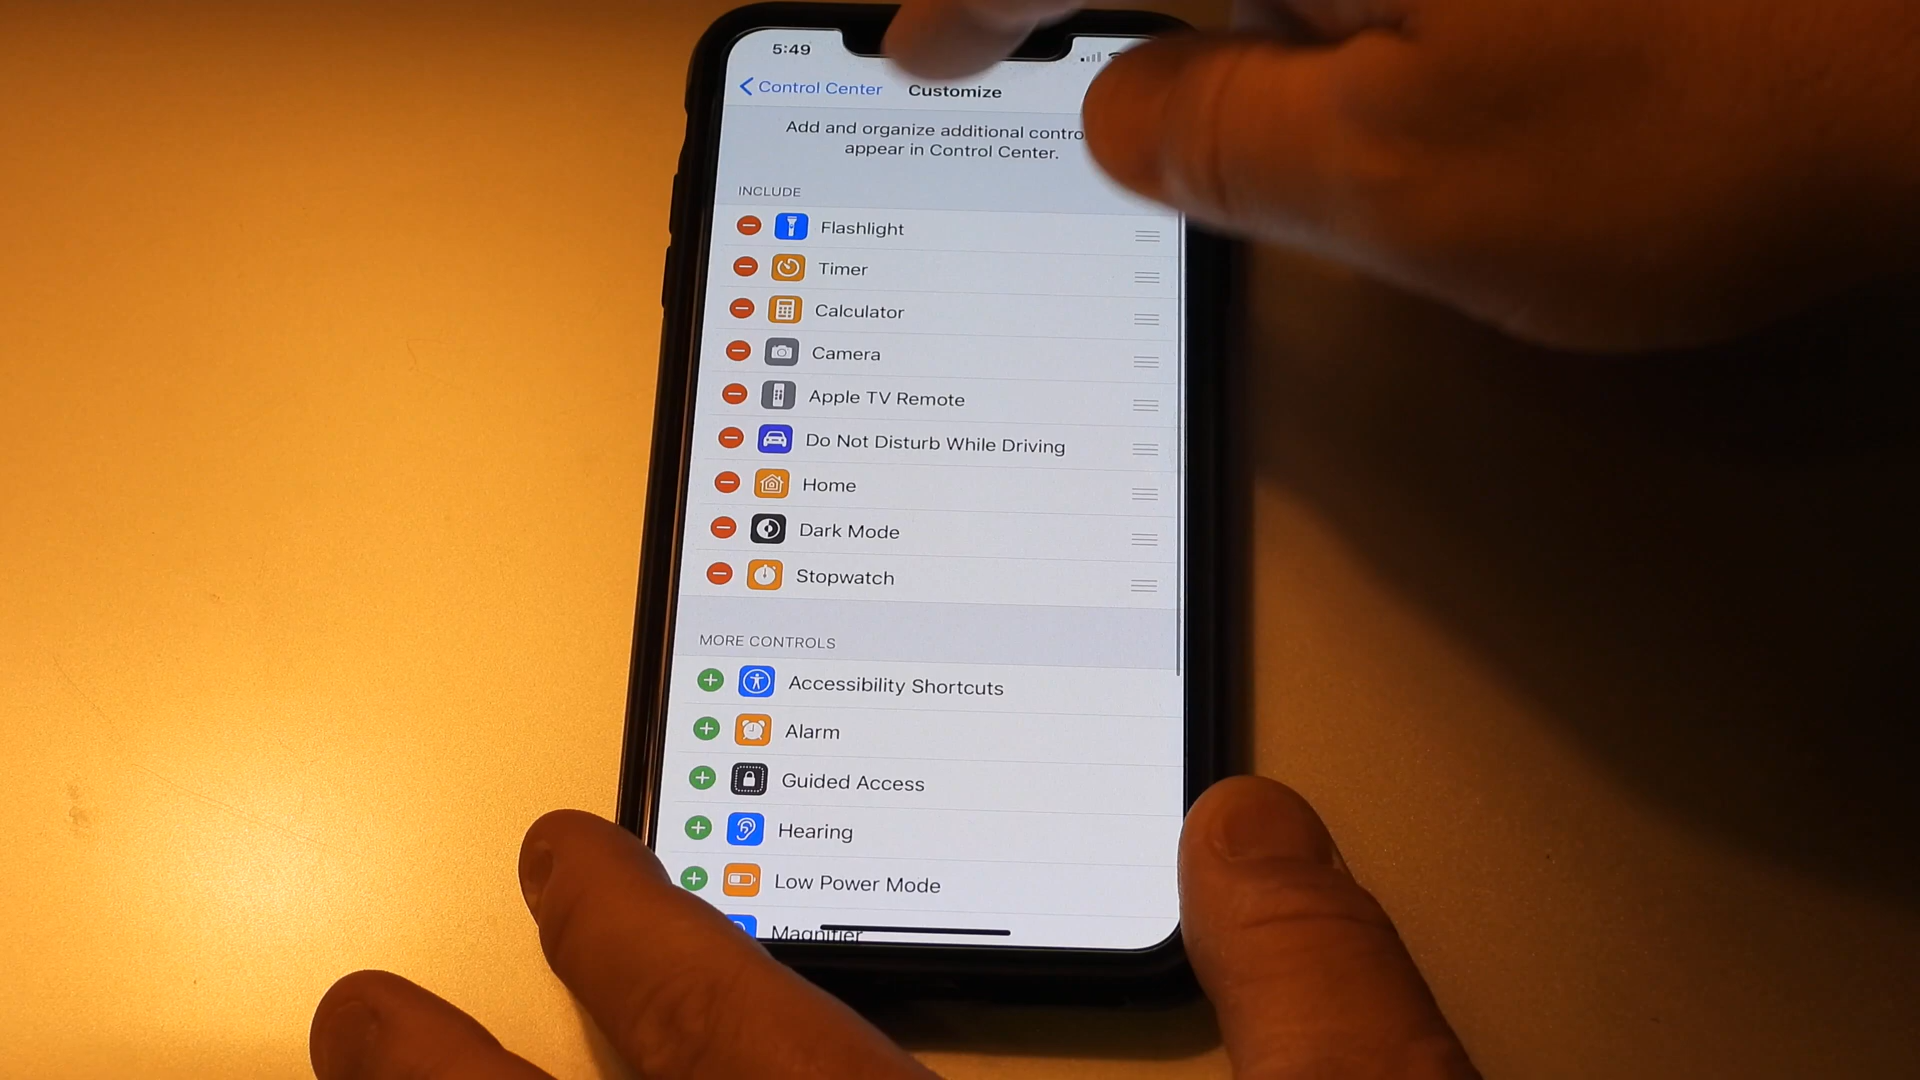 5:49
Control Center Customize
Add and organize additional contro
appear in Control Center.
INCLUDE
Flashlight
Timer
Calculator
Camera
Apple TV Remote
Do Not Disturb While Driving
Home
Dark Mode
Stopwatch
MORE CONTROLS
Accessibility Shortcuts
Alarm
Guided Access
Hearing
Low Power Mode
Magnifier